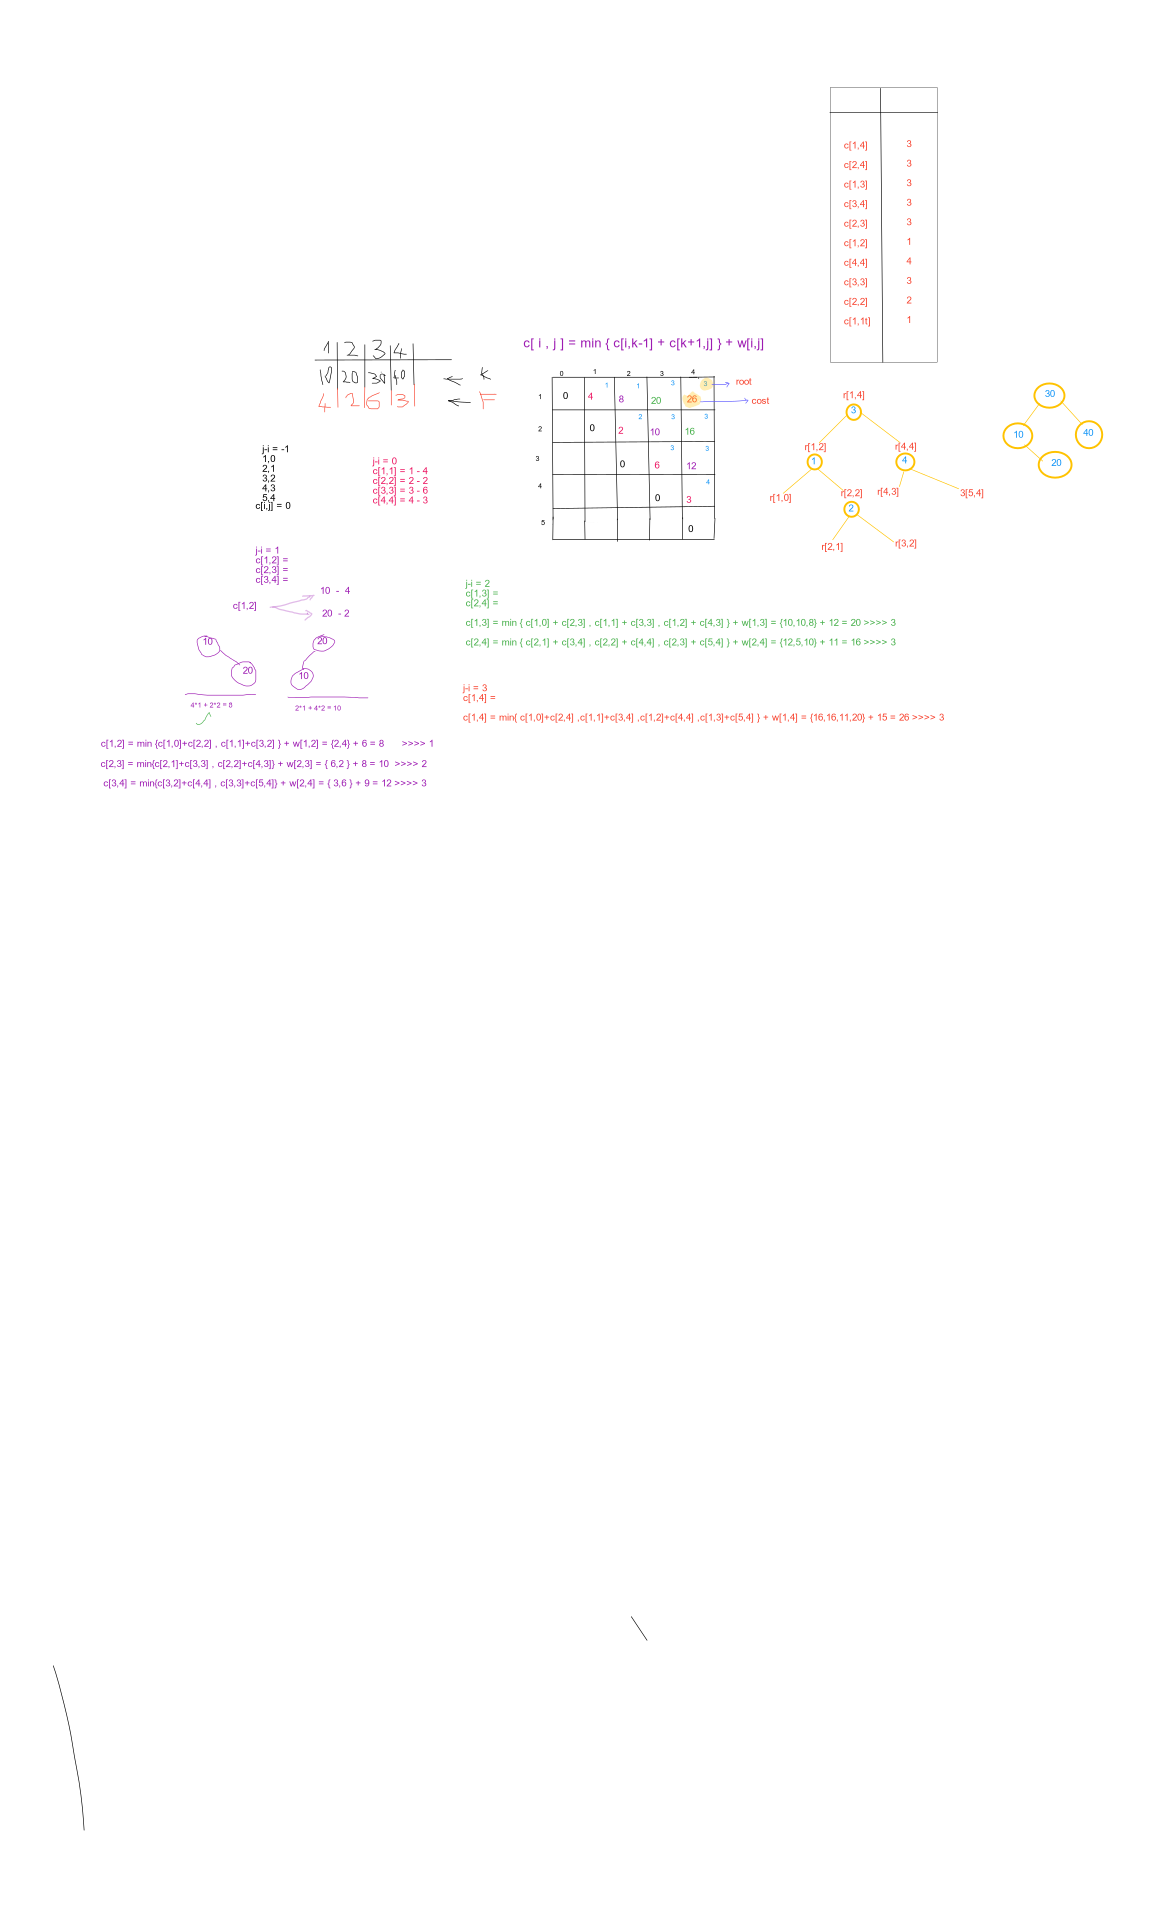 c[1,4] 3
c[2,4] 3
c[1,3] 3
c[3,4] 3
c[2,3] 3
c[1,2] 1
c[4,4] 4
c[3,3] 3
c[2,2] 2
c[1,1t] 1
1 2 3 4
10 20 30 40 ← K
4 2 6 3 ← F
c[ i , j ] = min { c[i,k-1] + c[k+1,j] } + w[i,j]
0 1 2 3 4
1 1 3 3 root
1 0 4 8 20 26 cost
2 3 3
2 0 2 10 16
3 3
3 0 6 12
4
4 0 3
5 0
r[1,4]
3
r[1,2] r[4,4]
1 4
r[1,0] r[2,2] r[4,3] 3[5,4]
2
r[2,1] r[3,2]
30
10 40
20
j-i = -1
1,0
2,1
3,2
4,3
5,4
c[i,j] = 0
j-i = 0
c[1,1] = 1 - 4
c[2,2] = 2 - 2
c[3,3] = 3 - 6
c[4,4] = 4 - 3
j-i = 1
c[1,2] =
c[2,3] =
c[3,4] =
10 - 4
c[1,2]
20 - 2
10 20
20 10
4*1 + 2*2 = 8
2*1 + 4*2 = 10
c[1,2] = min {c[1,0]+c[2,2] , c[1,1]+c[3,2] } + w[1,2] = {2,4} + 6 = 8 >>>> 1
c[2,3] = min{c[2,1]+c[3,3] , c[2,2]+c[4,3]} + w[2,3] = { 6,2 } + 8 = 10 >>>> 2
c[3,4] = min{c[3,2]+c[4,4] , c[3,3]+c[5,4]} + w[2,4] = { 3,6 } + 9 = 12 >>>> 3
j-i = 2
c[1,3] =
c[2,4] =
c[1,3] = min { c[1,0] + c[2,3] , c[1,1] + c[3,3] , c[1,2] + c[4,3] } + w[1,3] = {10,10,8} + 12 = 20 >>>> 3
c[2,4] = min { c[2,1] + c[3,4] , c[2,2] + c[4,4] , c[2,3] + c[5,4] } + w[2,4] = {12,5,10} + 11 = 16 >>>> 3
j-i = 3
c[1,4] =
c[1,4] = min{ c[1,0]+c[2,4] ,c[1,1]+c[3,4] ,c[1,2]+c[4,4] ,c[1,3]+c[5,4] } + w[1,4] = {16,16,11,20} + 15 = 26 >>>> 3